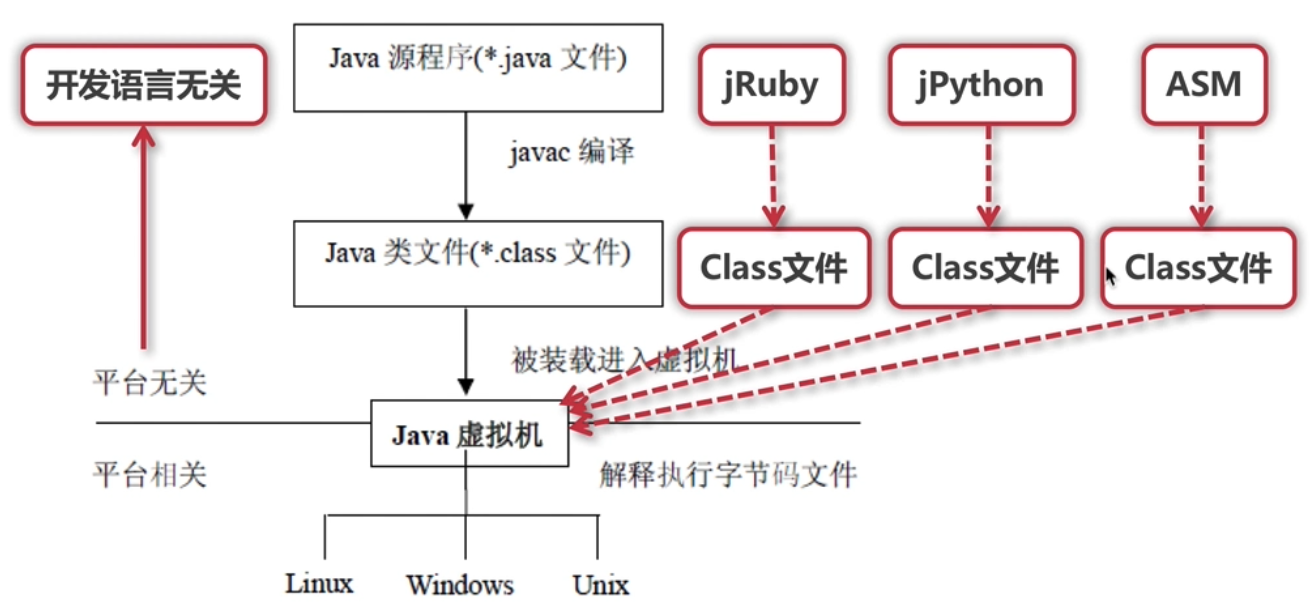 Java 源程序(*.java 文件)
开发语言无关
jRuby
jPython
ASM
javac 编译
Java 类文件(*.class 文件)
Class文件
Class文件
Class文件
被装载进入虚拟机
平台无关
Java 虚拟机
平台相关
解释执行字节码文件
Linux
Windows
Unix